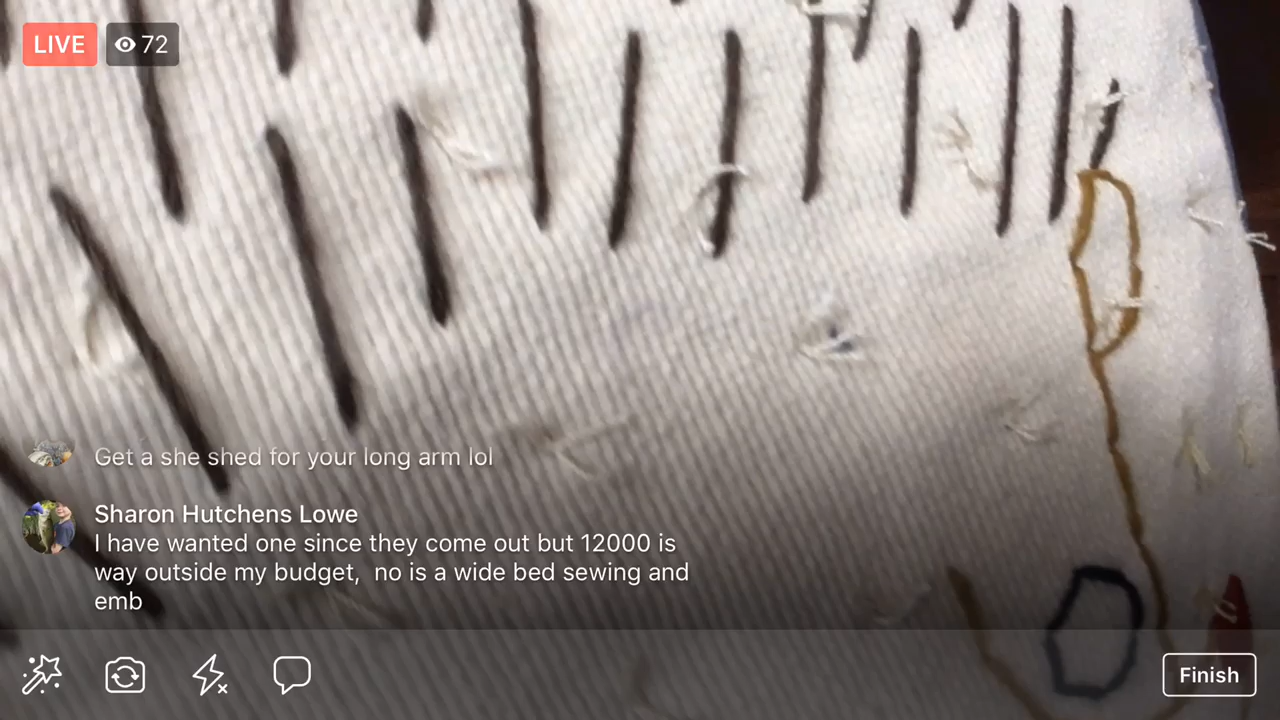 LIVE 72
Get a she shed for your long arm lol
Sharon Hutchens Lowe
I have wanted one since they come out but 12000 is
way outside my budget,  no is a wide bed sewing and
emb
Finish